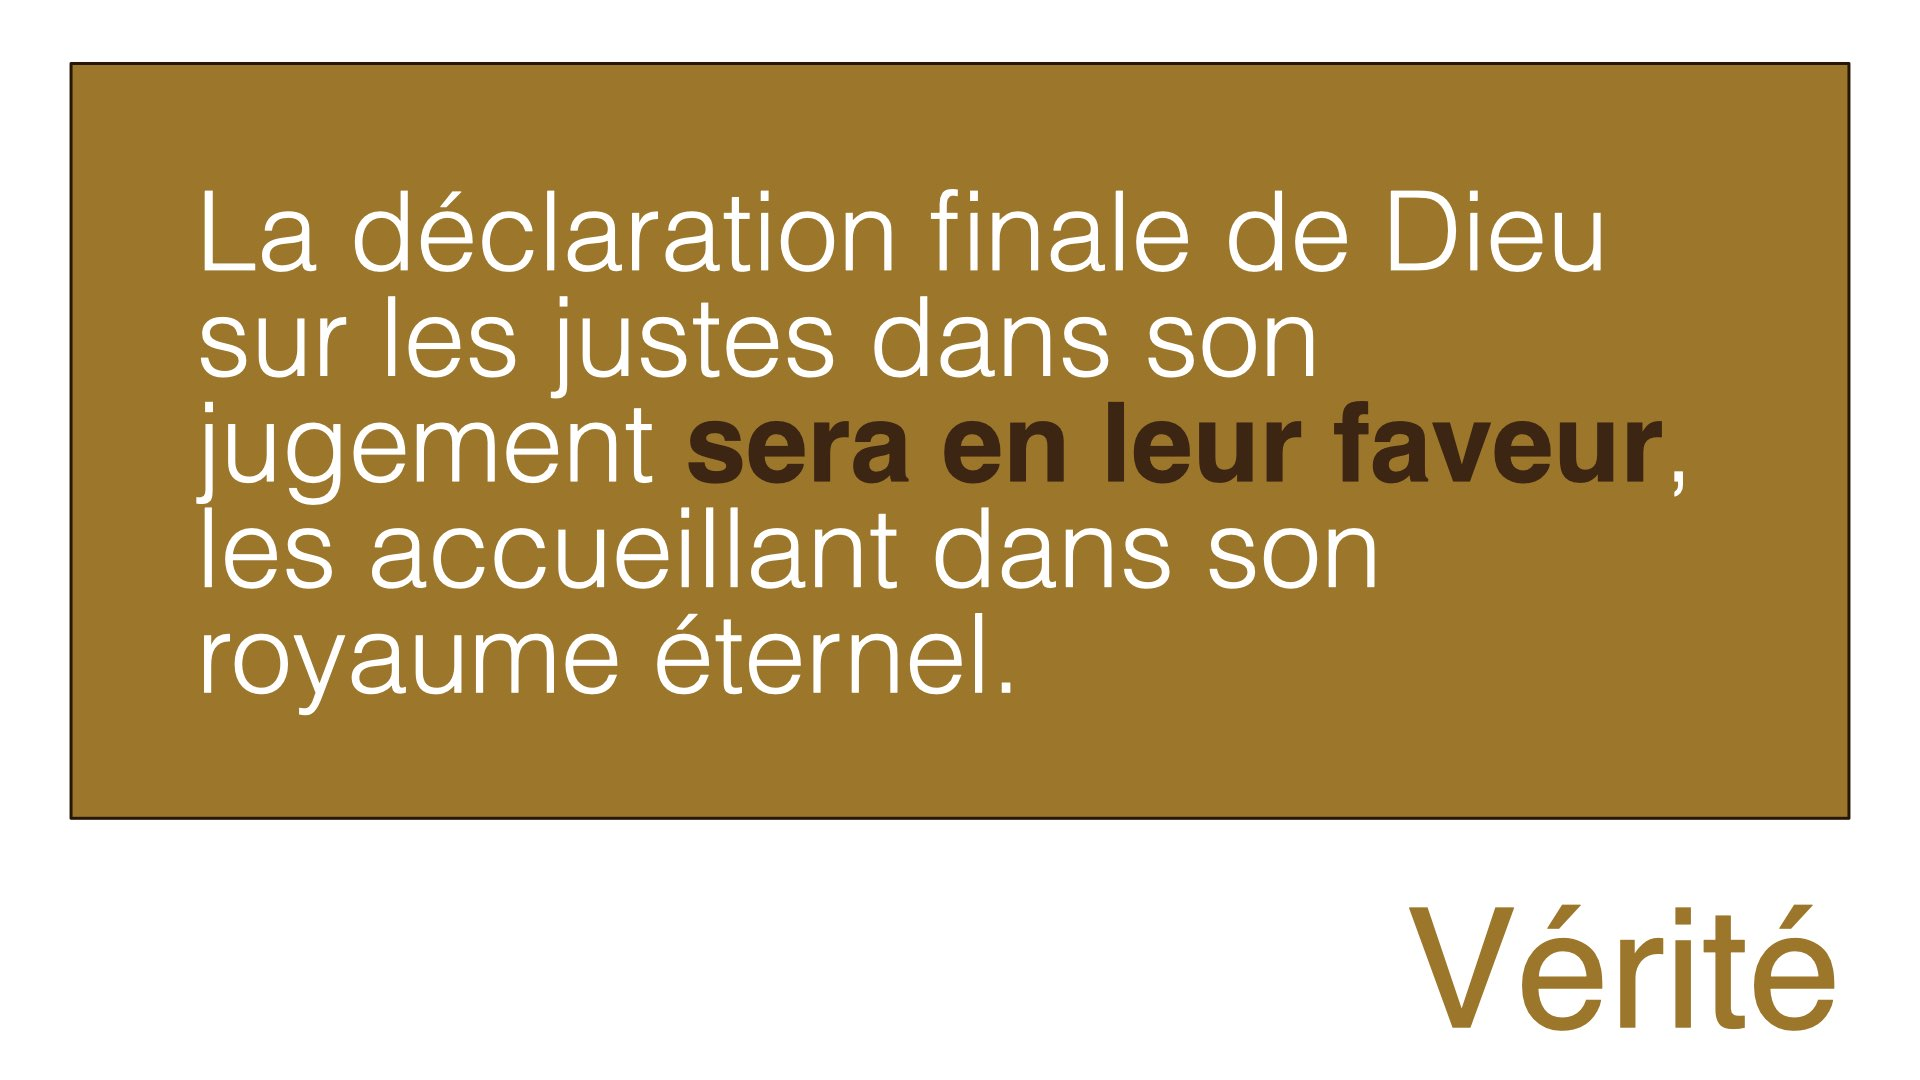 La déclaration finale de Dieu
sur les justes dans son
jugement sera en leur faveur,
les accueillant dans son
royaume éternel.
Vérité